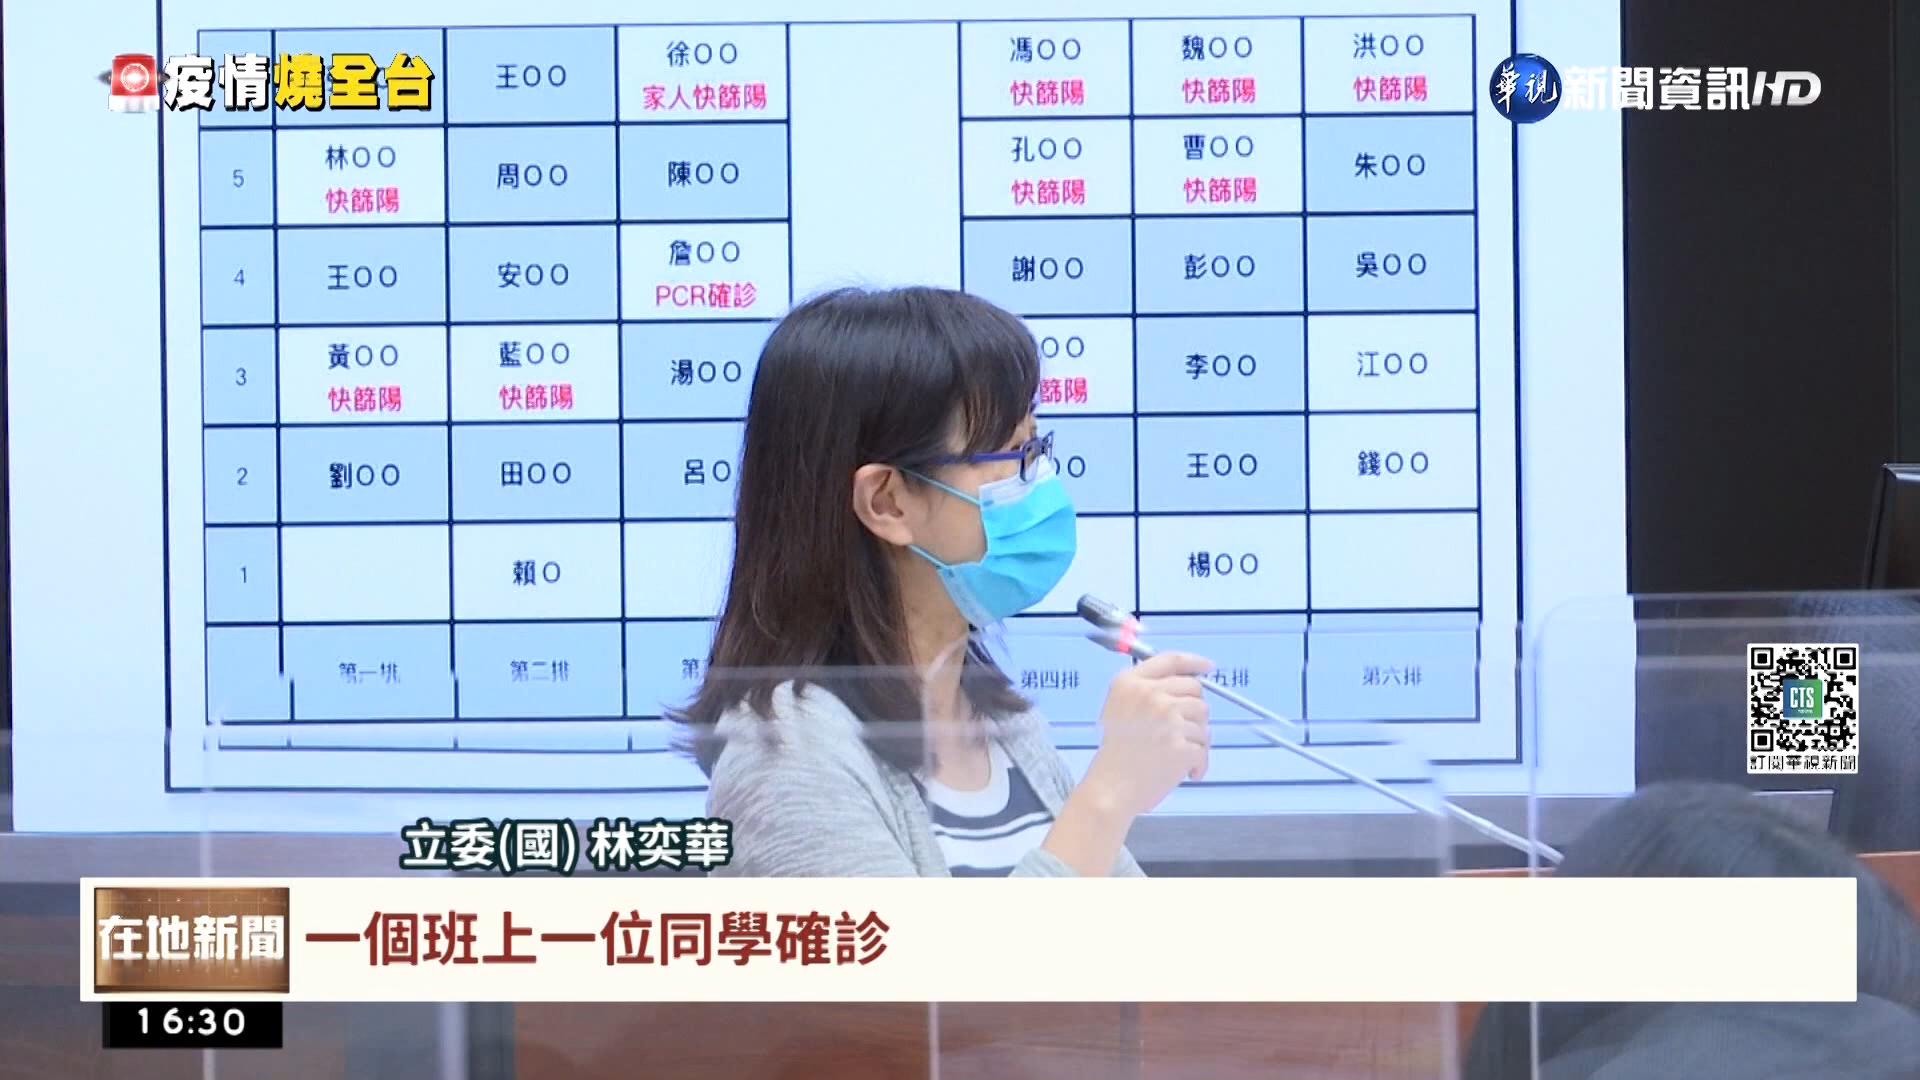 疫情燒全台
華視新聞資訊HD
王OO
徐OO
家人快篩陽
馮OO
快篩陽
魏OO
快篩陽
洪OO
快篩陽
5
林OO
快篩陽
周OO
陳OO
孔OO
快篩陽
曹OO
快篩陽
朱OO
4
王OO
安OO
詹OO
PCR確診
謝OO
彭OO
吳OO
3
黃OO
快篩陽
藍OO
快篩陽
湯OO
OO
篩陽
李OO
江OO
2
劉OO
田OO
呂O
O
王OO
錢OO
1
賴O
楊OO
第一排
第二排
第
第四排
五排
第六排
CTS
訂閱華視新聞
立委(國) 林奕華
在地新聞
一個班上一位同學確診
16:30